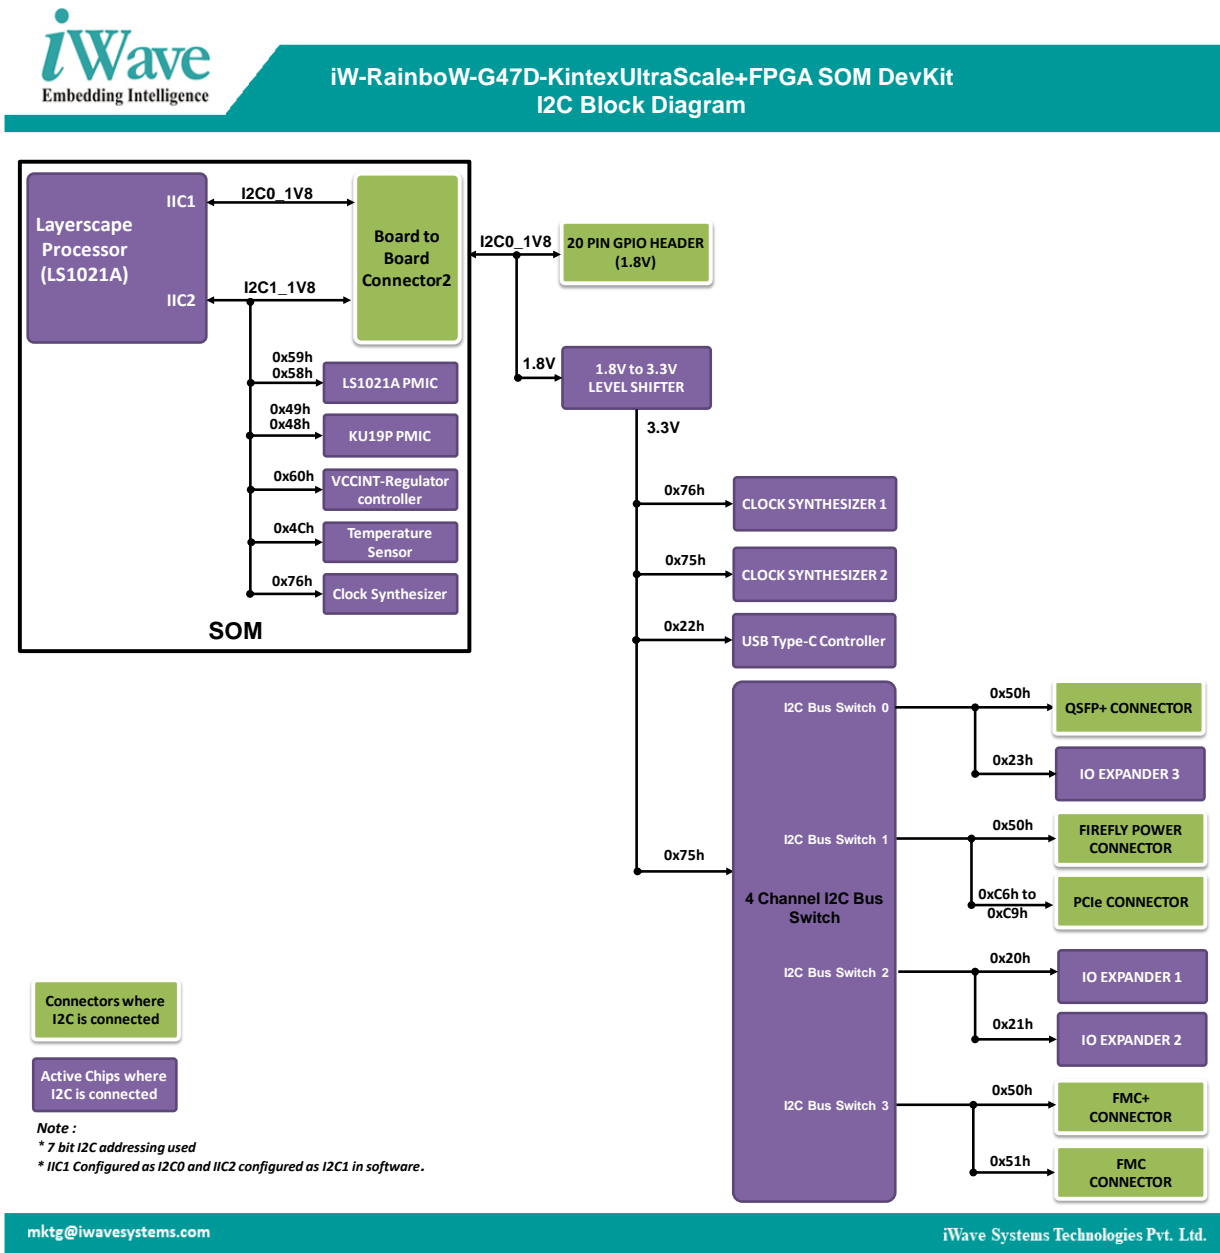 iWave
Embedding Intelligence
iW-RainboW-G47D-KintexUltraScale+FPGA SOM DevKit
I2C Block Diagram
Layerscape
Processor
(LS1021A)
IIC1
IIC2
I2C0_1V8
I2C1_1V8
Board to
Board
Connector2
0x59h
0x58h
LS1021A PMIC
0x49h
0x48h
KU19P PMIC
0x60h
VCCINT-Regulator
controller
0x4Ch
Temperature
Sensor
0x76h
Clock Synthesizer
SOM
I2C0_1V8
20 PIN GPIO HEADER
(1.8V)
1.8V
1.8V to 3.3V
LEVEL SHIFTER
3.3V
0x76h
CLOCK SYNTHESIZER 1
0x75h
CLOCK SYNTHESIZER 2
0x22h
USB Type-C Controller
0x75h
4 Channel I2C Bus
Switch
I2C Bus Switch 0
0x50h
QSFP+ CONNECTOR
0x23h
IO EXPANDER 3
I2C Bus Switch 1
0x50h
FIREFLY POWER
CONNECTOR
0xC6h to
0xC9h
PCIe CONNECTOR
I2C Bus Switch 2
0x20h
IO EXPANDER 1
0x21h
IO EXPANDER 2
I2C Bus Switch 3
0x50h
FMC+
CONNECTOR
0x51h
FMC
CONNECTOR
Connectors where
I2C is connected
Active Chips where
I2C is connected
Note :
* 7 bit I2C addressing used
* IIC1 Configured as I2C0 and IIC2 configured as I2C1 in software.
mktg@iwavesystems.com
iWave Systems Technologies Pvt. Ltd.